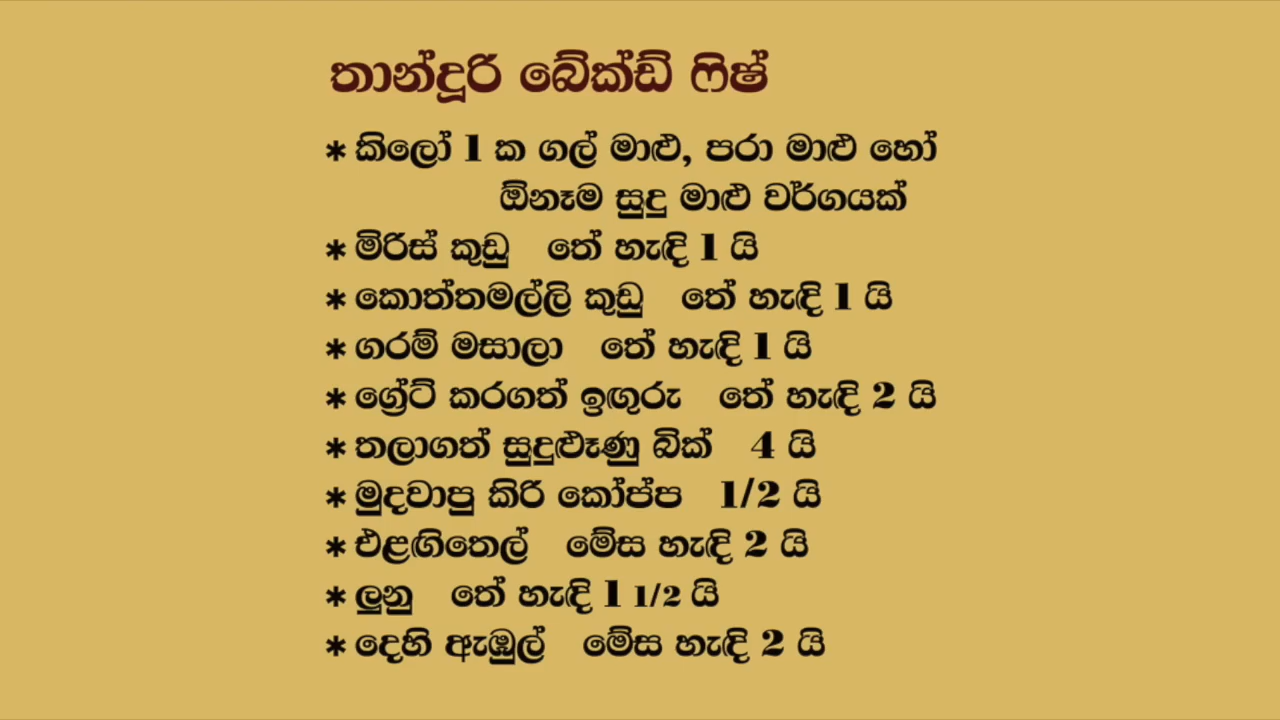 තාන්දූරි බේක්ඩ් ෆිෂ්
* කිලෝ 1 ක ගල් මාළු, පරා මාළු හෝ
ඕනෑම සුදු මාළු වර්ගයක්
* මිරිස් කුඩු තේ හැඳි 1 යි
* කොත්තමල්ලි කුඩු තේ හැඳි 1 යි
* ගරම් මසාලා තේ හැඳි 1 යි
* ග්‍රේට් කරගත් ඉඟුරු තේ හැඳි 2 යි
* තලාගත් සුදුළූණු බික් 4 යි
* මුදවාපු කිරි කෝප්ප 1/2 යි
* එළඟිතෙල් මේස හැඳි 2 යි
* ලුනු තේ හැඳි 1 1/2 යි
* දෙහි ඇඹුල් මේස හැඳි 2 යි